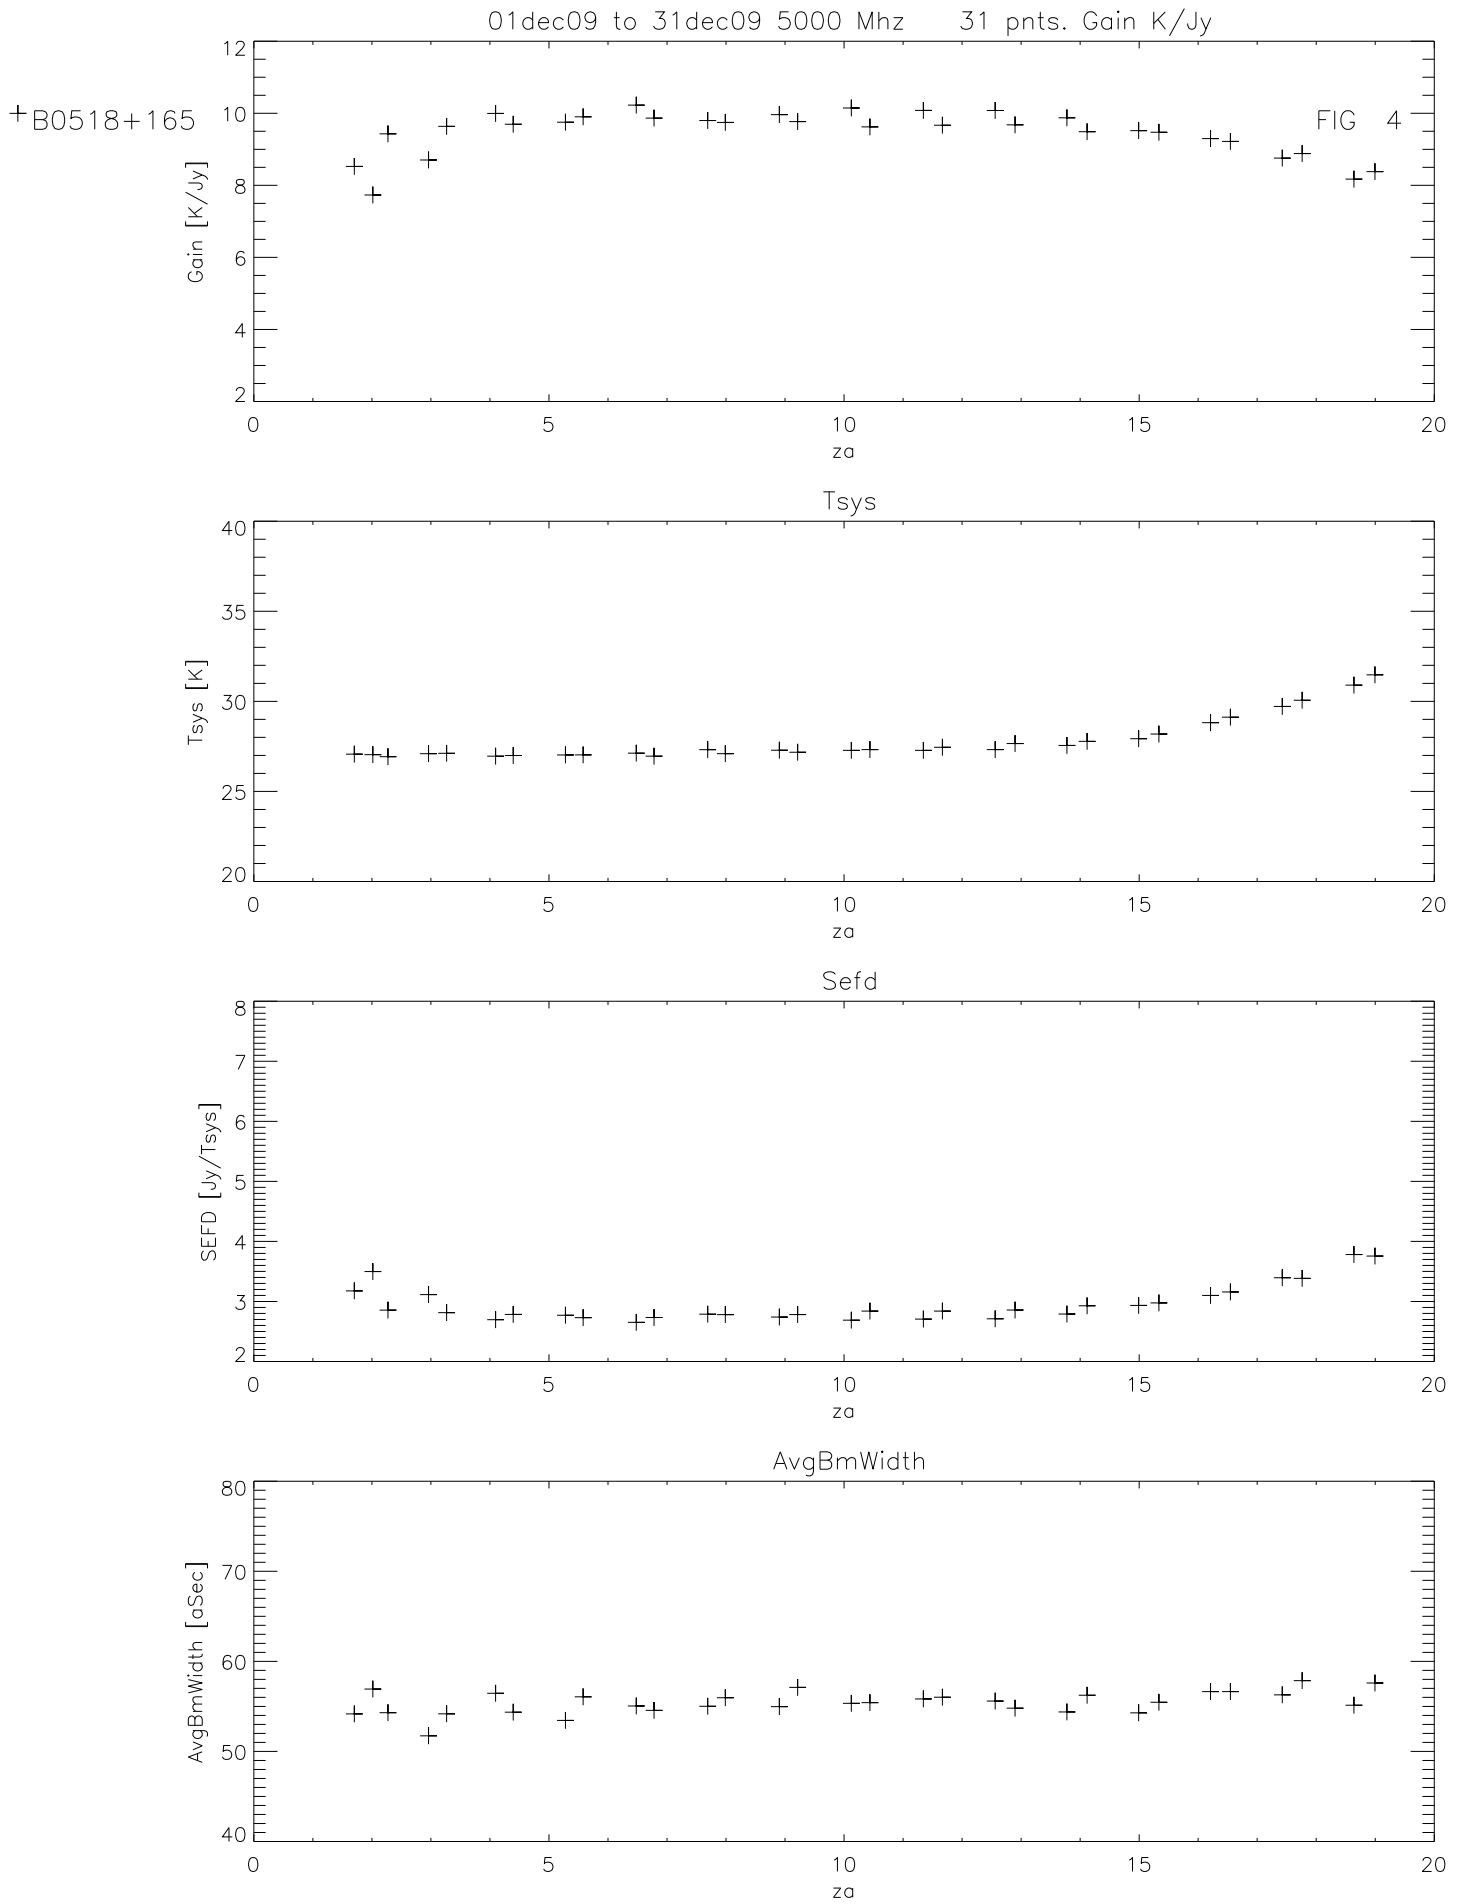 01dec09 to 31dec09 5000 Mhz 31 pnts. Gain K/Jy
+B0518+165
FIG 4
Gain [K/Jy]
12
10
8
6
4
2
0 5 10 15 20
za
Tsys
Tsys [K]
40
35
30
25
20
0 5 10 15 20
za
Sefd
SEFD [Jy/Tsys]
8
7
6
5
4
3
2
0 5 10 15 20
za
AvgBmWidth
AvgBmWidth [aSec]
80
70
60
50
40
0 5 10 15 20
za